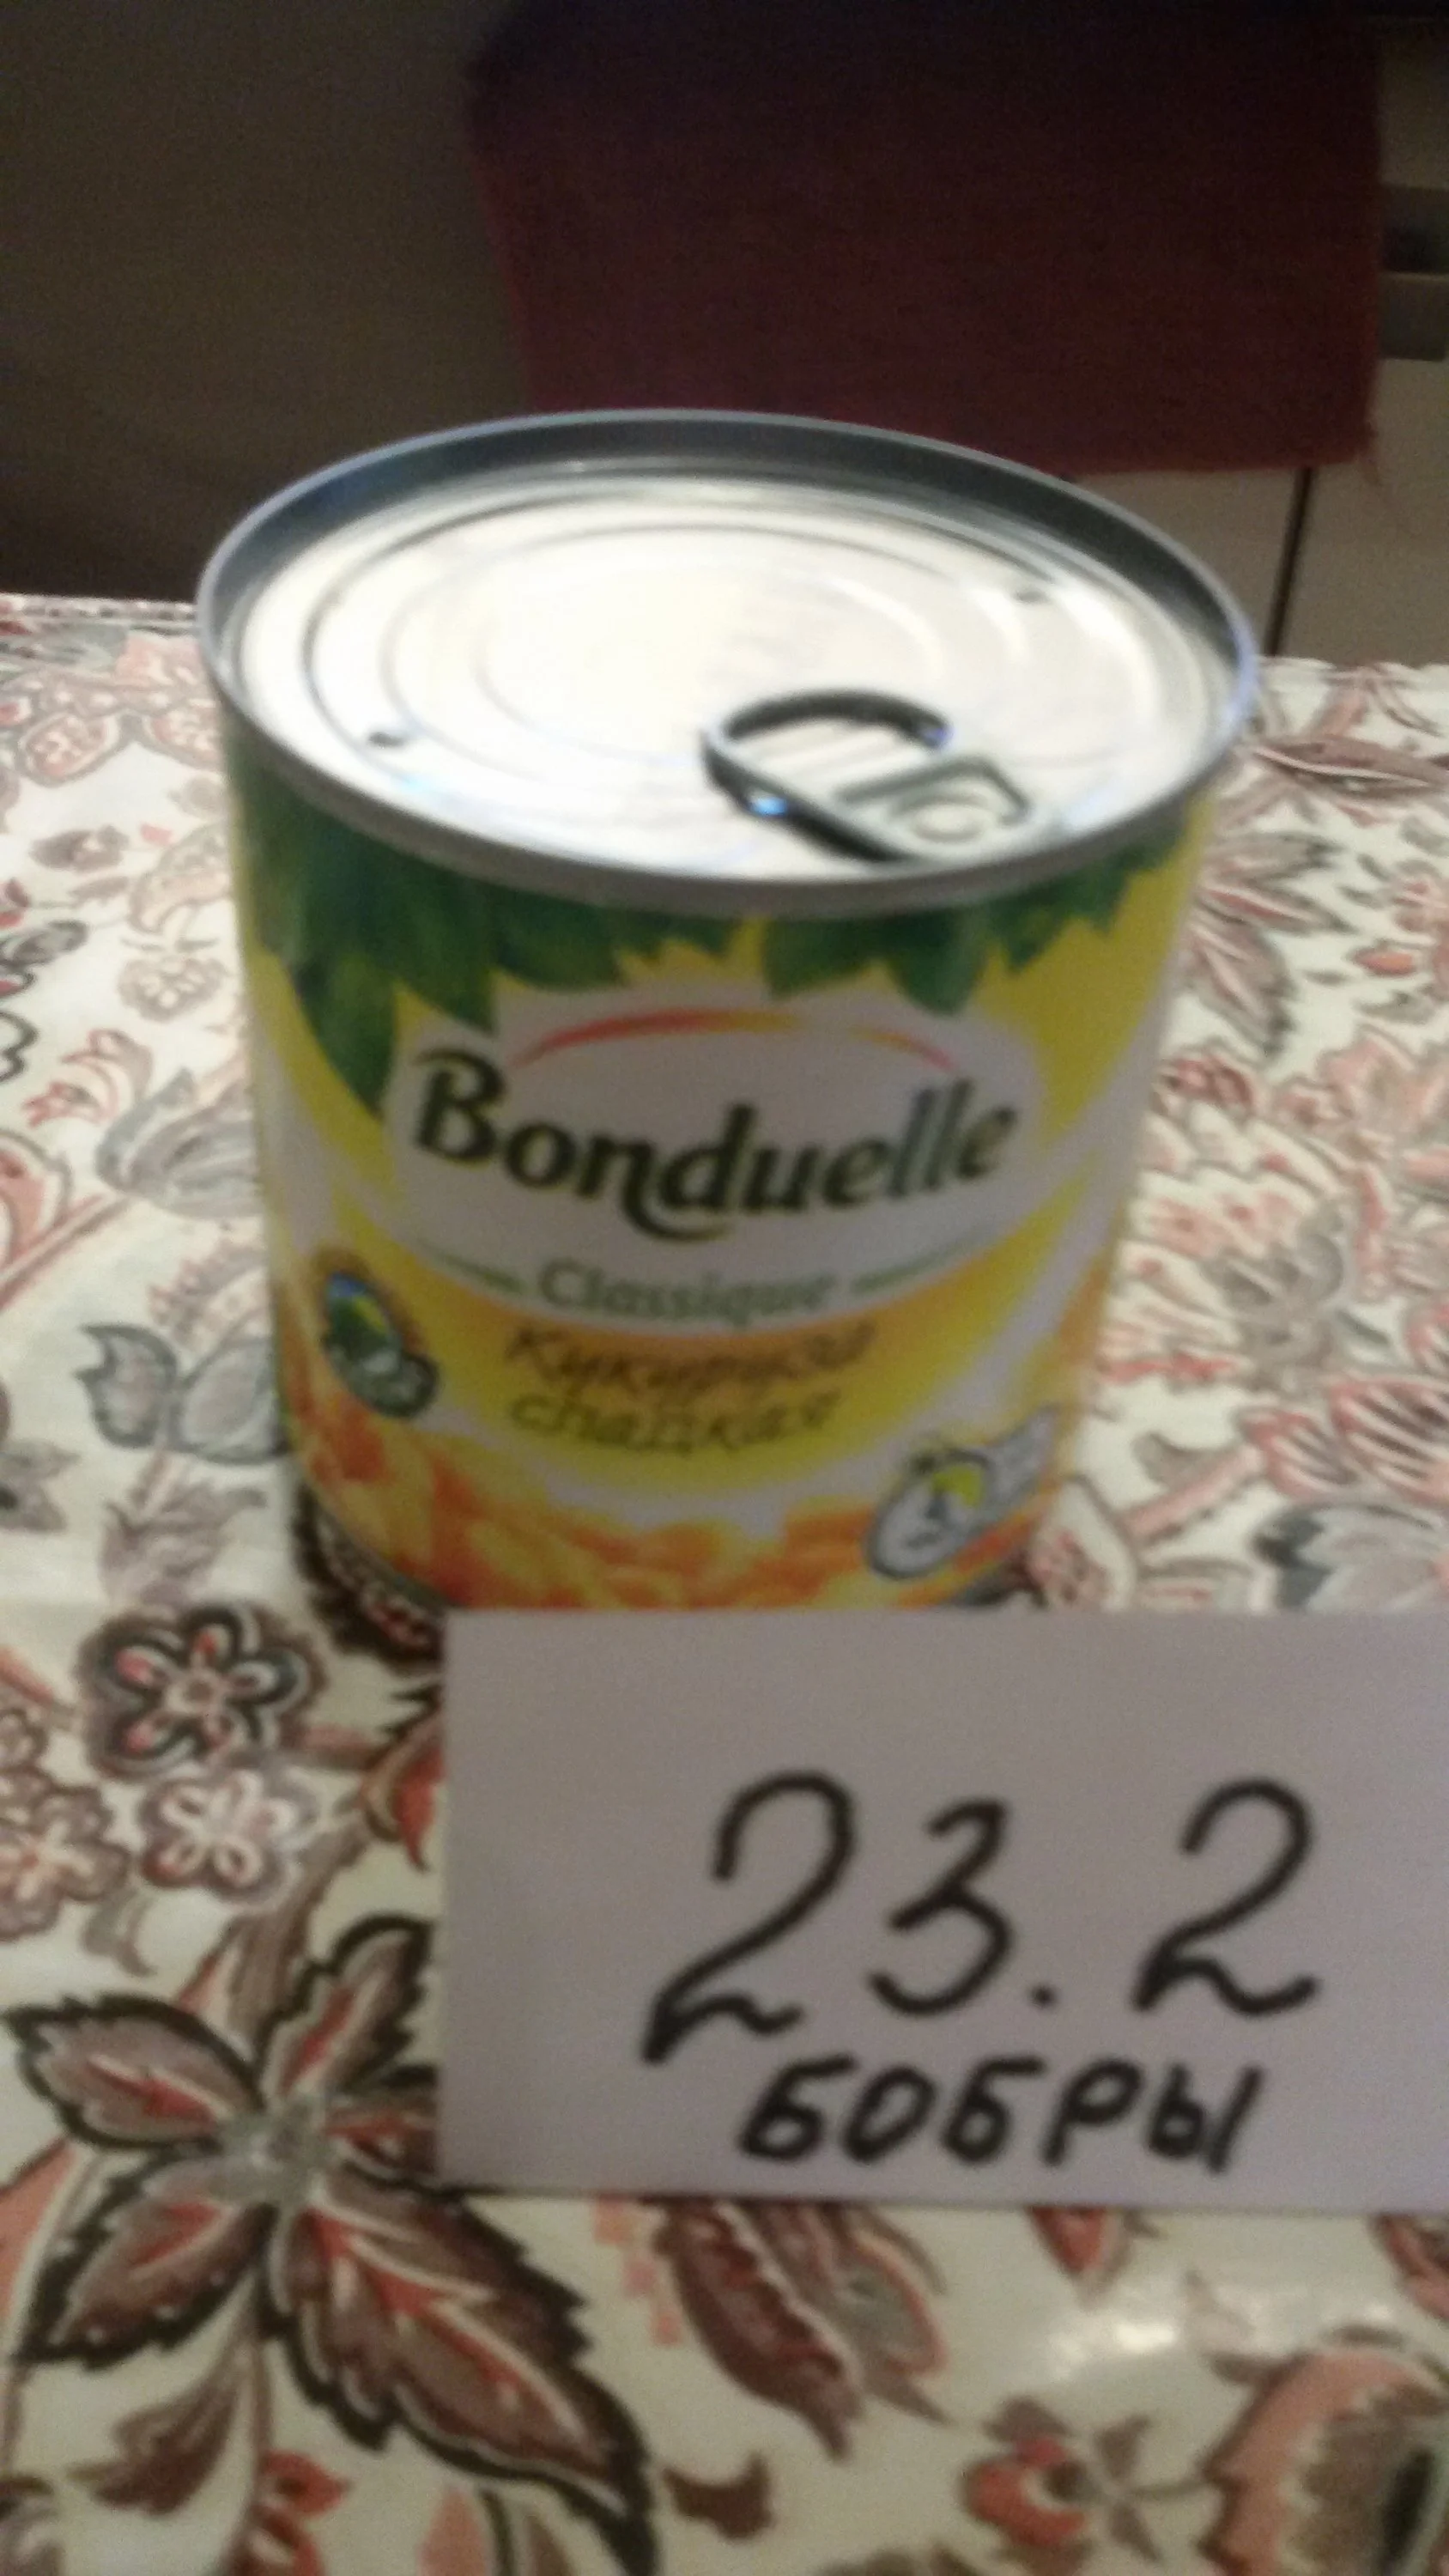 Bonduelle
Classique
Кукуруза
сладкая
23.2
БОБРЫ